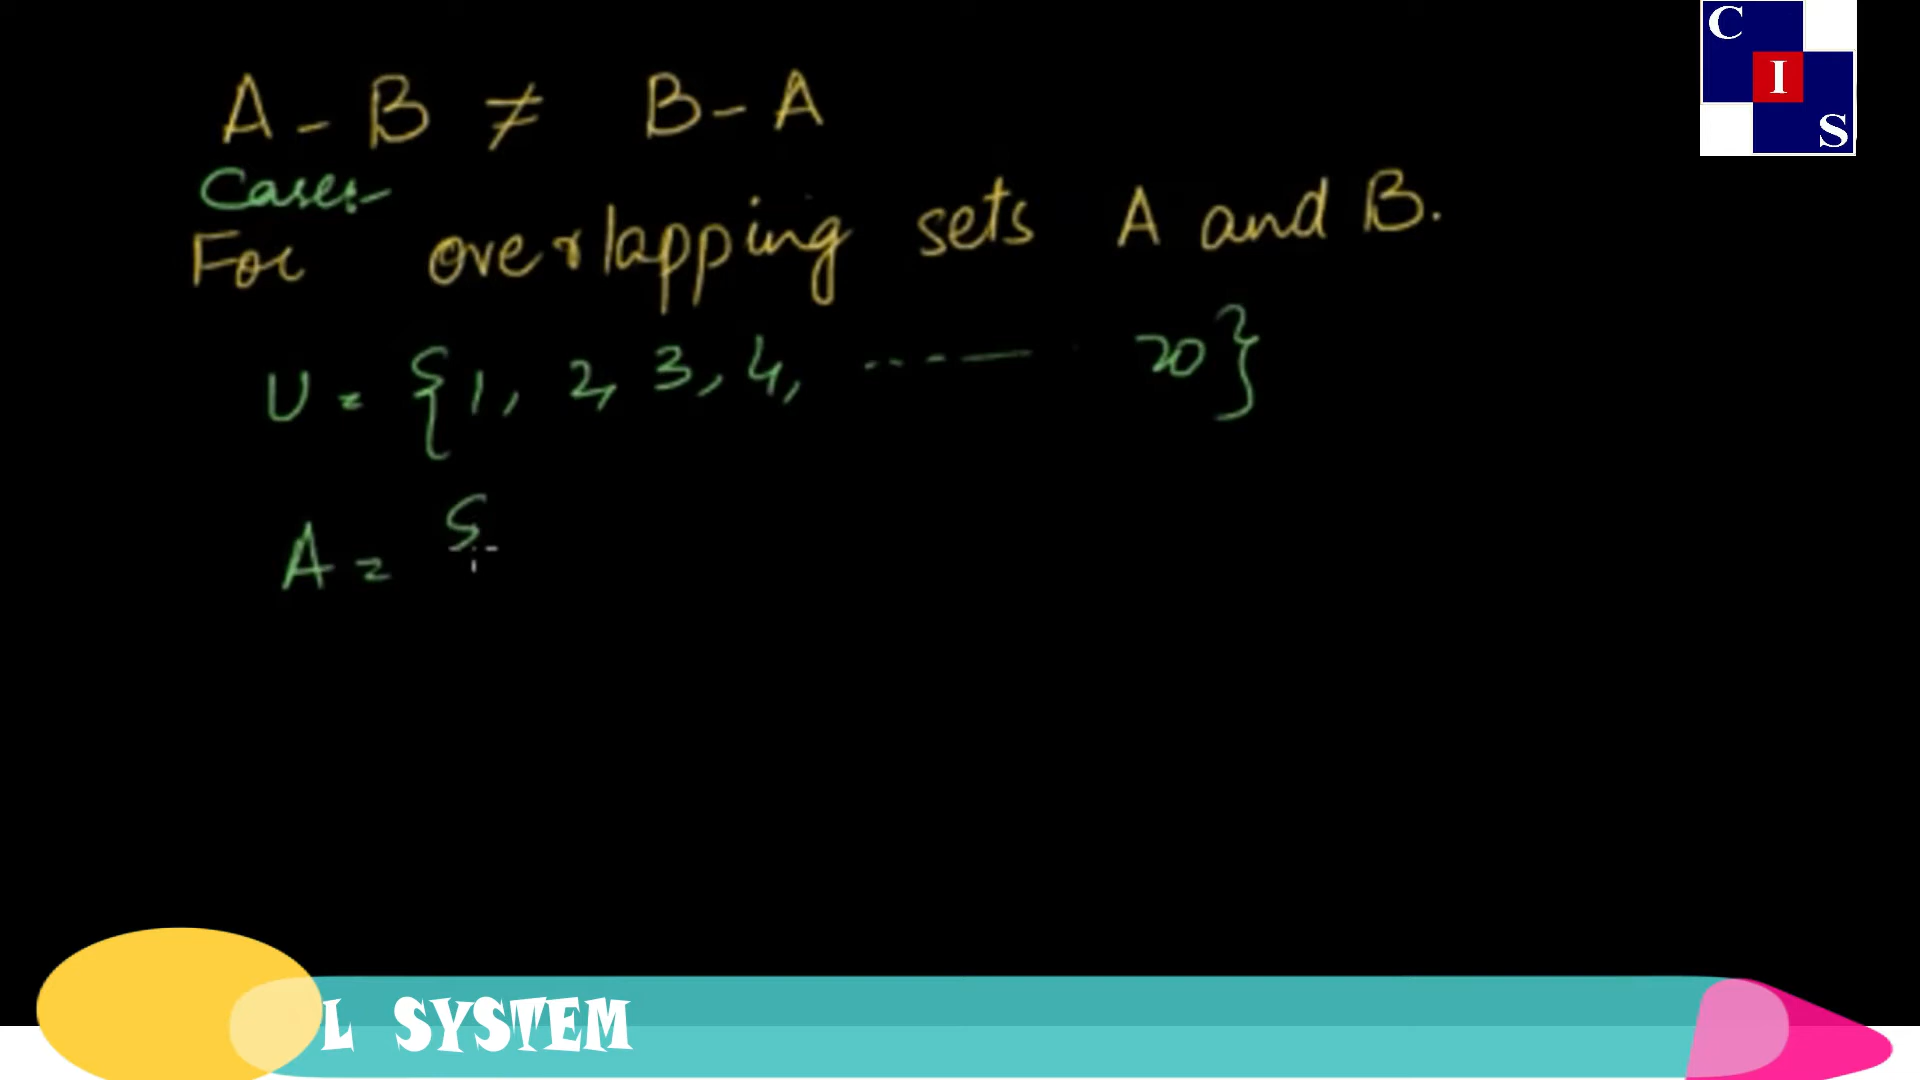 A - B ≠ B - A
Case:-
For overlapping sets A and B.
U = {1, 2, 3, 4, ------ 20}
A = {
C
I
S
L SYSTEM